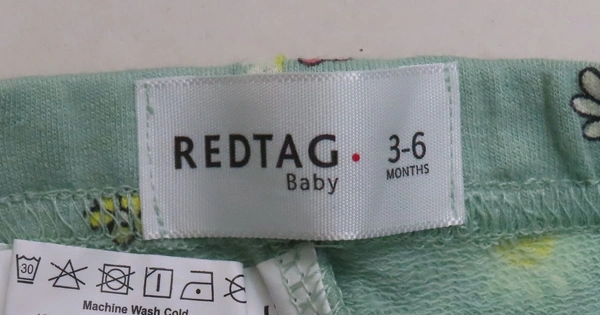 REDTAG.
Baby
3-6
MONTHS
30
Machine Wash Cold